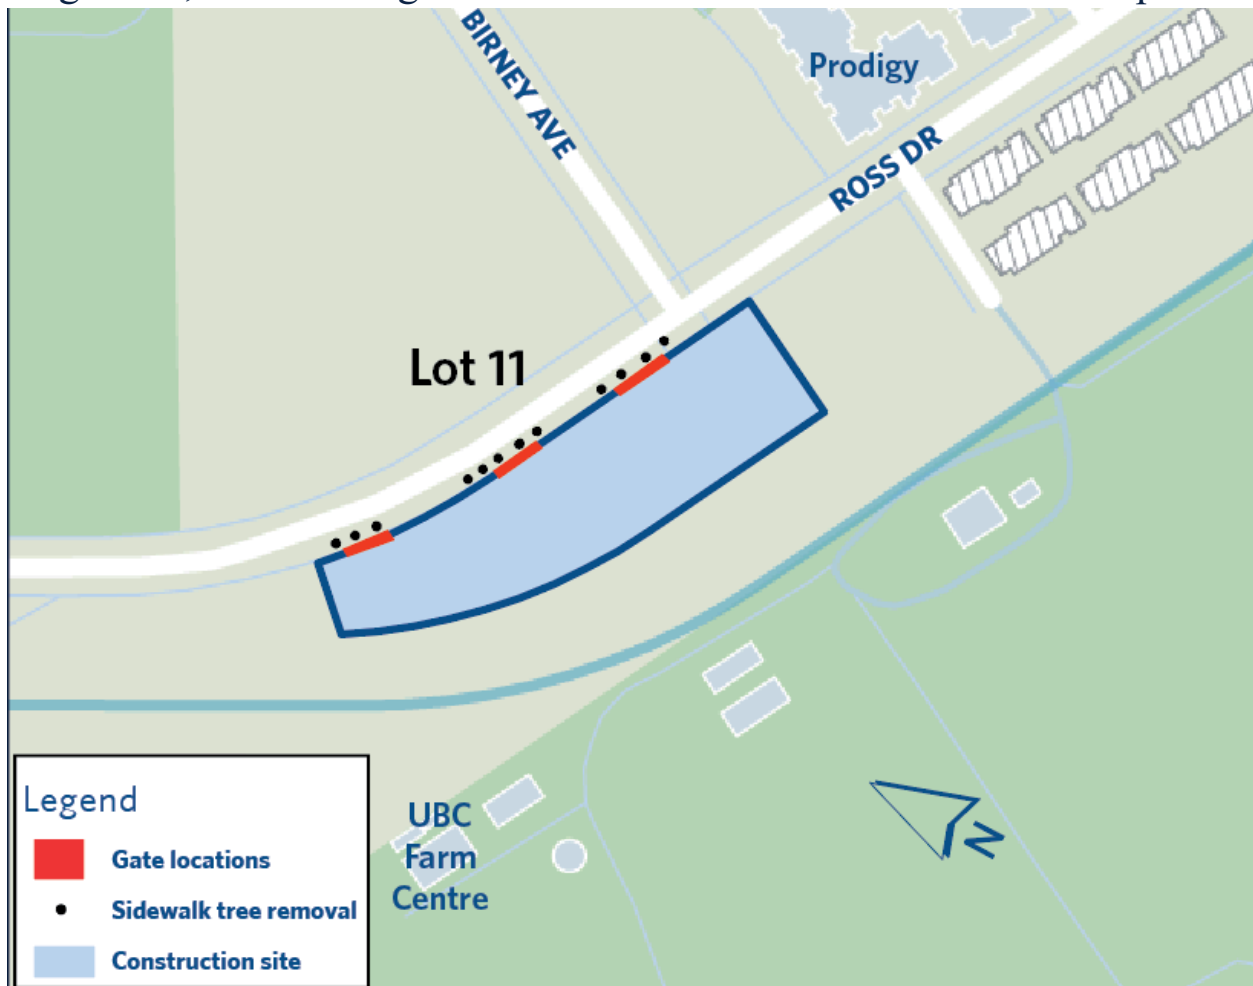 BIRNEY AVE
Prodigy
ROSS DR
Lot 11
UBC
Farm
Centre
N
Legend
Gate locations
Sidewalk tree removal
Construction site